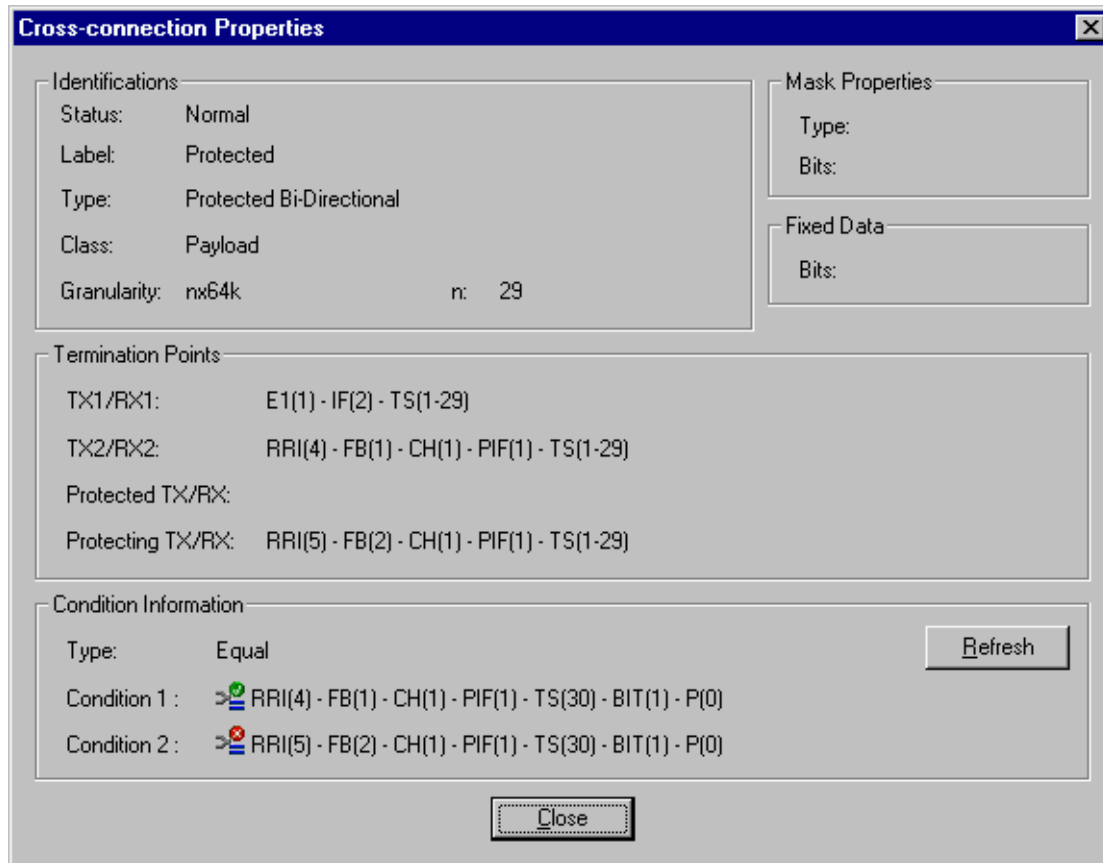 Cross-connection Properties
Identifications
Status: Normal
Label: Protected
Type: Protected Bi-Directional
Class: Payload
Granularity: nx64k n: 29
Mask Properties
Type:
Bits:
Fixed Data
Bits:
Termination Points
TX1/RX1: E1(1) - IF(2) - TS(1-29)
TX2/RX2: RRI(4) - FB(1) - CH(1) - PIF(1) - TS(1-29)
Protected TX/RX:
Protecting TX/RX: RRI(5) - FB(2) - CH(1) - PIF(1) - TS(1-29)
Condition Information
Type: Equal
Refresh
Condition 1 : RRI(4) - FB(1) - CH(1) - PIF(1) - TS(30) - BIT(1) - P(0)
Condition 2 : RRI(5) - FB(2) - CH(1) - PIF(1) - TS(30) - BIT(1) - P(0)
Close